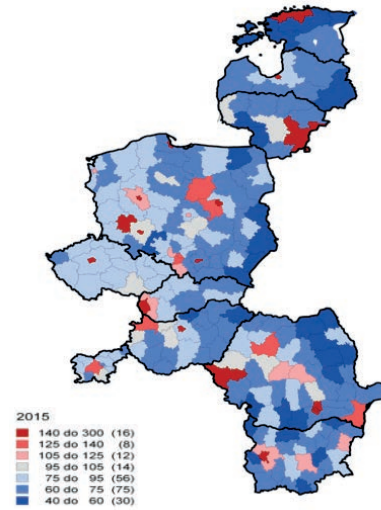 2015
140 do 300 (16)
125 do 140 (8)
105 do 125 (12)
95 do 105 (14)
75 do 95 (56)
60 do 75 (75)
40 do 60 (30)